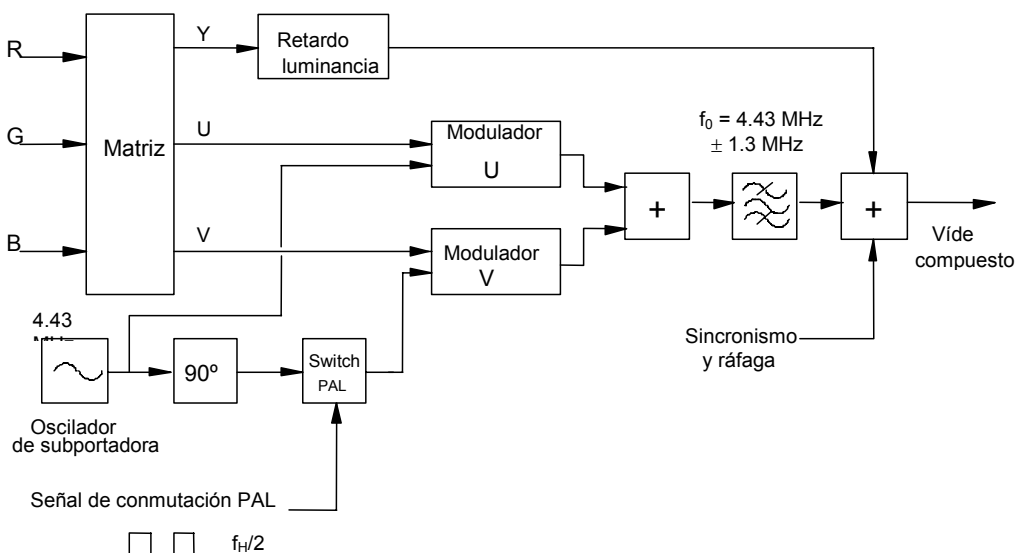 R
G
B
Matriz
Y
U
V
Retardo
luminancia
Modulador
U
Modulador
V
+
f₀ = 4.43 MHz
± 1.3 MHz
+
Víde
compuesto
Sincronismo
y ráfaga
4.43
90º
Switch
PAL
Oscilador
de subportadora
Señal de conmutación PAL
f_H/2